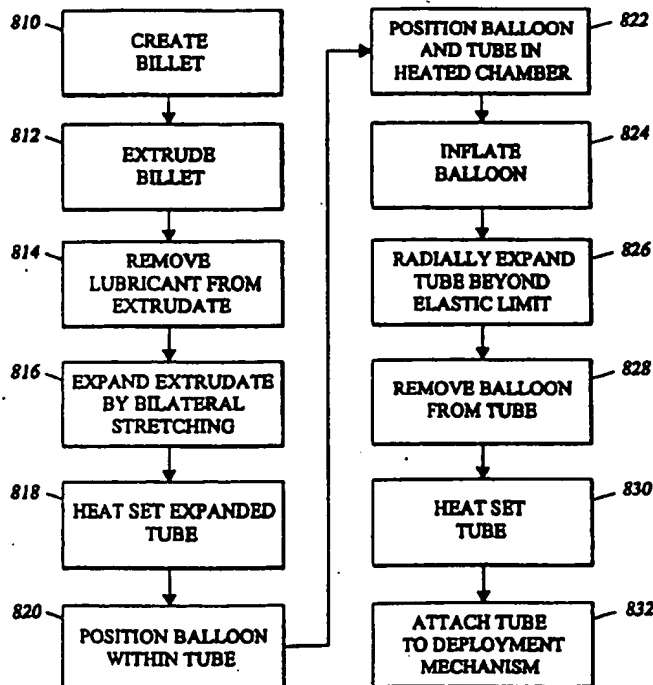 810
CREATE
BILLET
812
EXTRUDE
BILLET
814
REMOVE
LUBRICANT FROM
EXTRUDATE
816
EXPAND EXTRUDATE
BY BILATERAL
STRETCHING
818
HEAT SET EXPANDED
TUBE
820
POSITION BALLOON
WITHIN TUBE
822
POSITION BALLOON
AND TUBE IN
HEATED CHAMBER
824
INFLATE
BALLOON
826
RADIALLY EXPAND
TUBE BEYOND
ELASTIC LIMIT
828
REMOVE BALLOON
FROM TUBE
830
HEAT SET
TUBE
832
ATTACH TUBE
TO DEPLOYMENT
MECHANISM